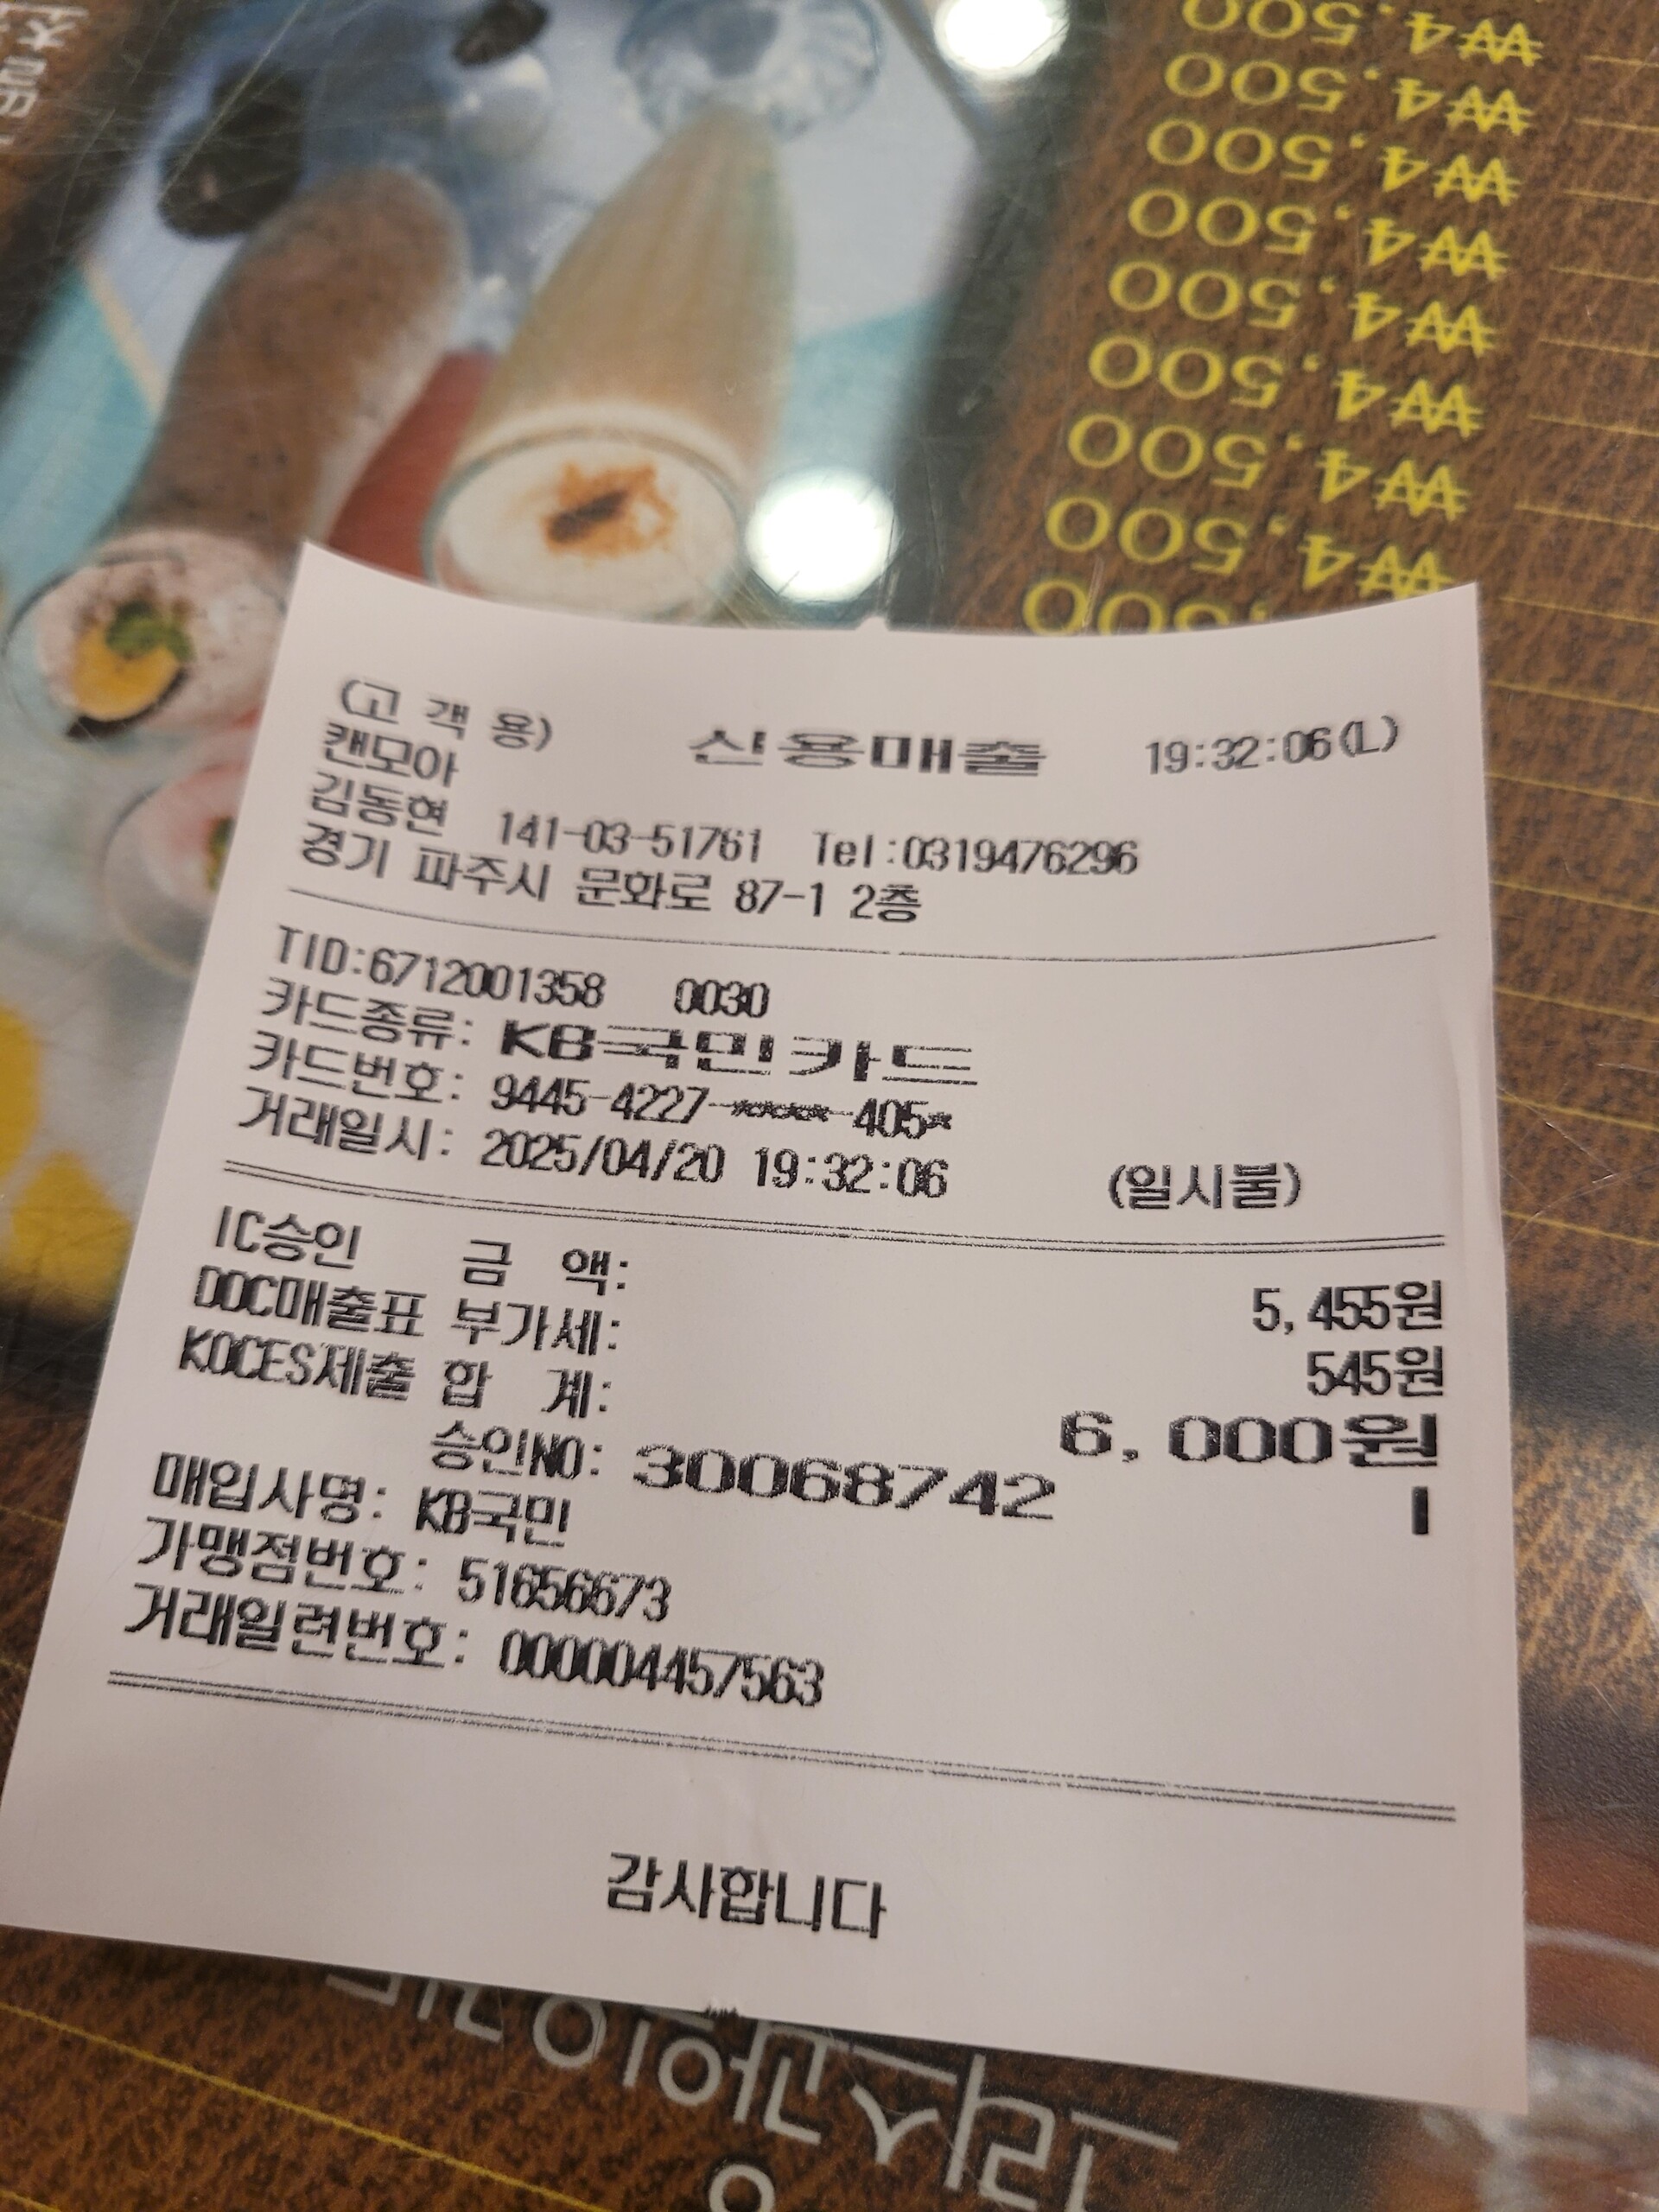 ₩4,500
₩4,500
₩4,500
₩4,500
₩4,500
₩4,500
₩4,500
₩4,500
(고 객 용) 신용매출 19:32:06(L)
캔모아
김동현 141-03-51761 Tel:0319476296
경기 파주시 문화로 87-1 2층
TID:6712001358 0030
카드종류: KB국민카드
카드번호: 9445-4227-****-405*
거래일시: 2025/04/20 19:32:06 (일시불)
IC승인 금 액: 5,455원
DDC매출표 부가세: 545원
KOCES제출 합 계: 6,000원
승인NO: 30068742 I
매입사명: KB국민
가맹점번호: 51656673
거래일련번호: 000004457563
감사합니다